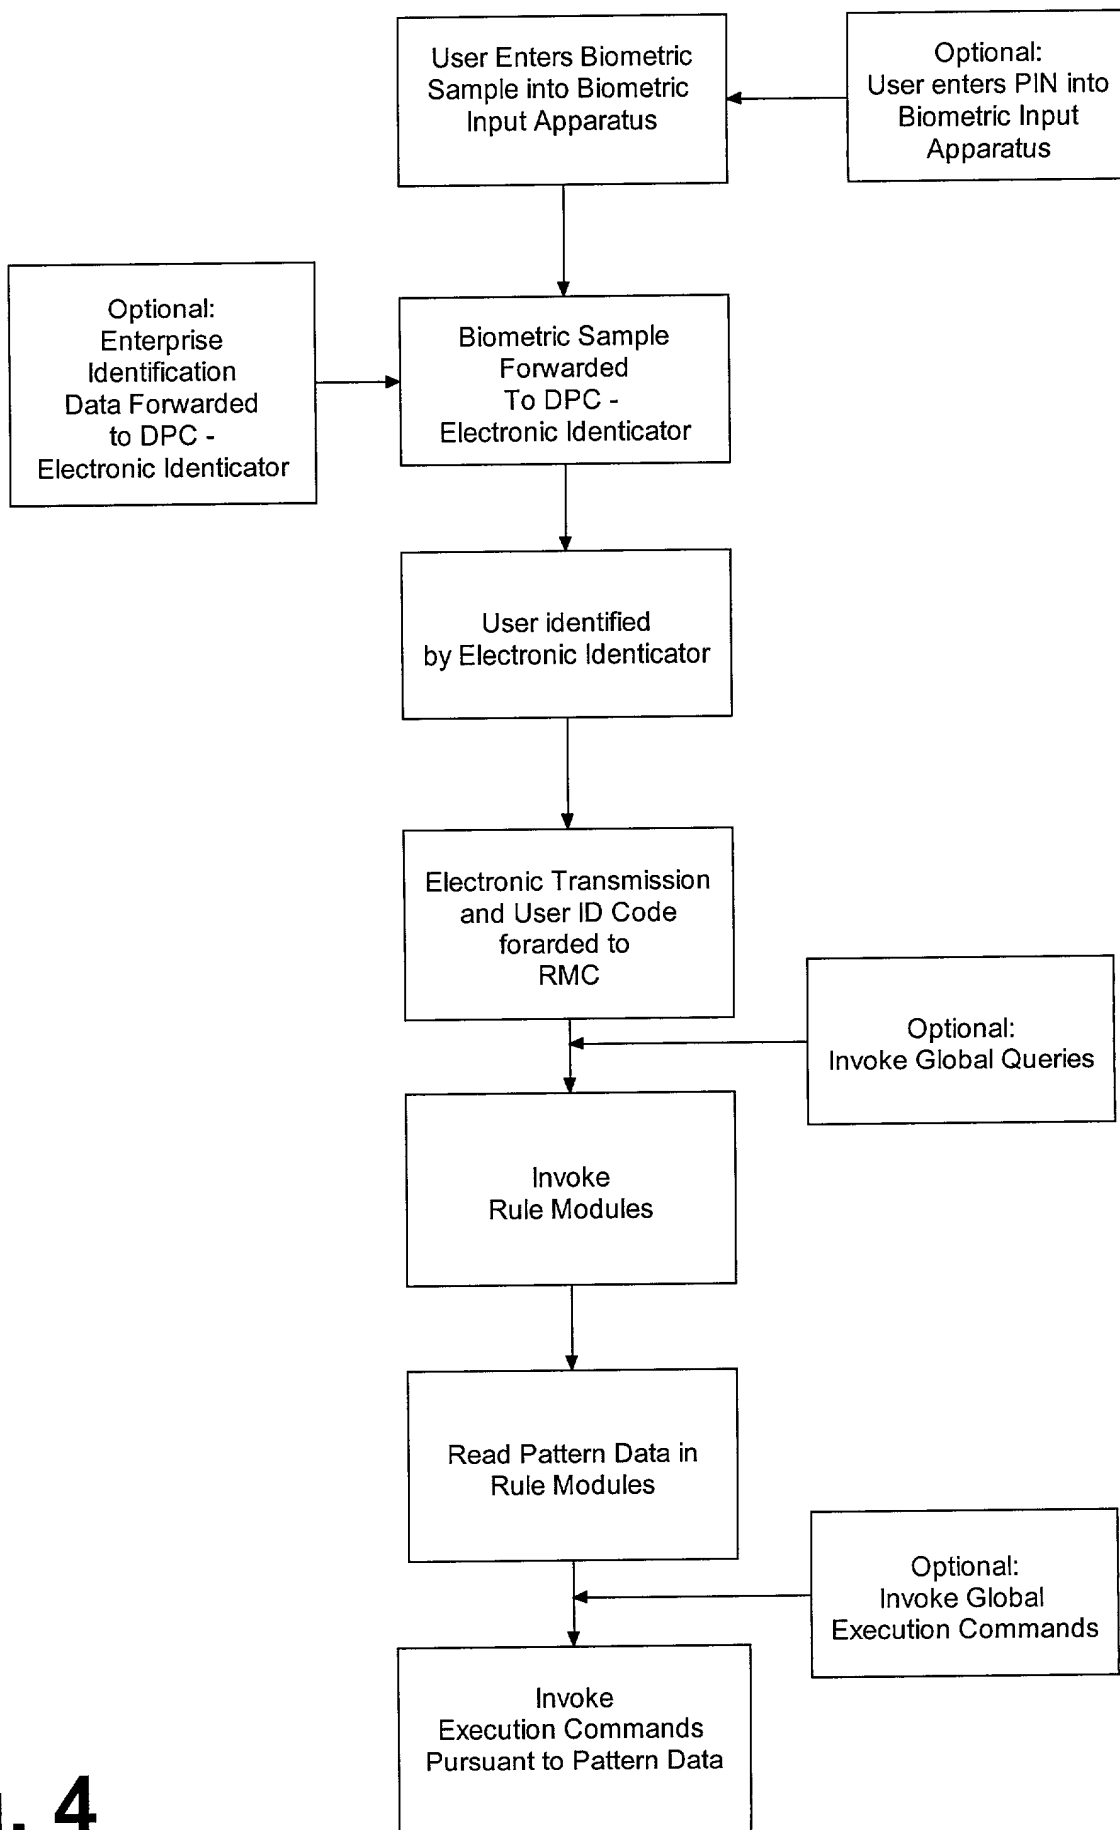 User Enters Biometric
Sample into Biometric
Input Apparatus
Optional:
User enters PIN into
Biometric Input
Apparatus
Optional:
Enterprise
Identification
Data Forwarded
to DPC -
Electronic Identicator
Biometric Sample
Forwarded
To DPC -
Electronic Identicator
User identified
by Electronic Identicator
Electronic Transmission
and User ID Code
forarded to
RMC
Optional:
Invoke Global Queries
Invoke
Rule Modules
Read Pattern Data in
Rule Modules
Optional:
Invoke Global
Execution Commands
Invoke
Execution Commands
Pursuant to Pattern Data
4